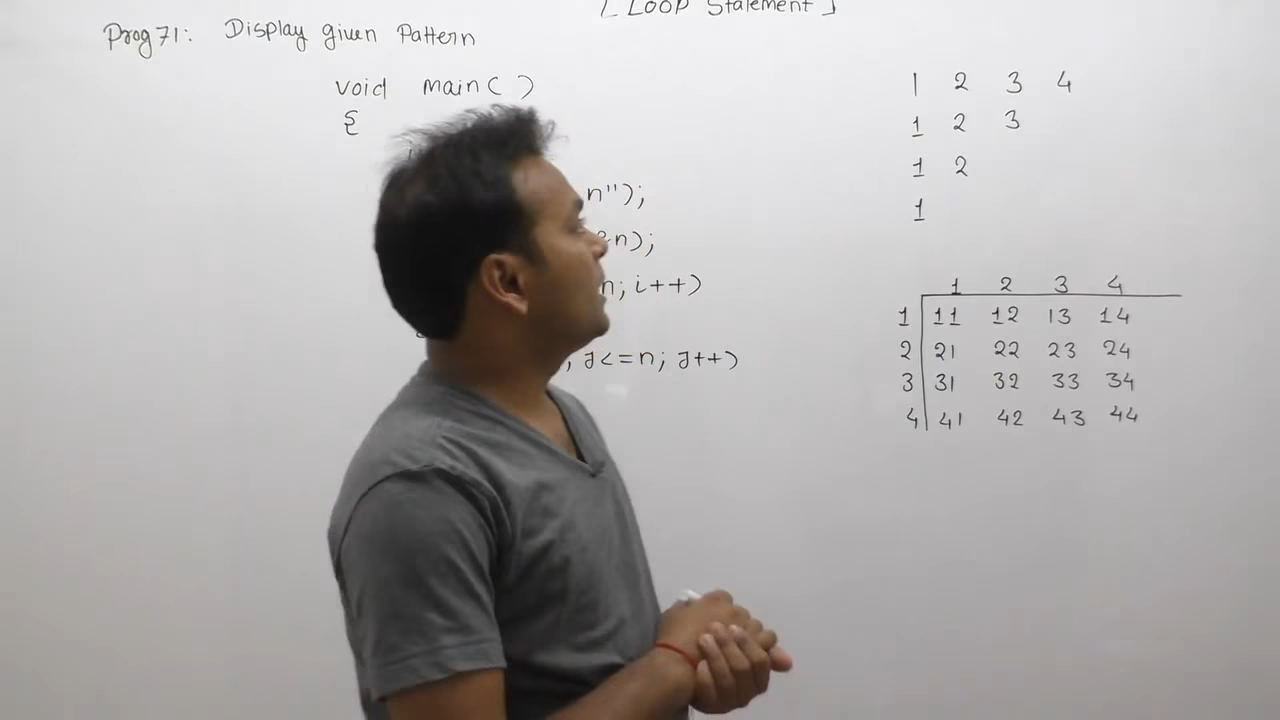 [ Loop Statement ]
Prog 71: Display given Pattern
void main( )
{
n");
&n);
n; i++)
; j<=n; j++)
1 2 3 4
1 2 3
1 2
1
1 2 3 4
1 11 12 13 14
2 21 22 23 24
3 31 32 33 34
4 41 42 43 44